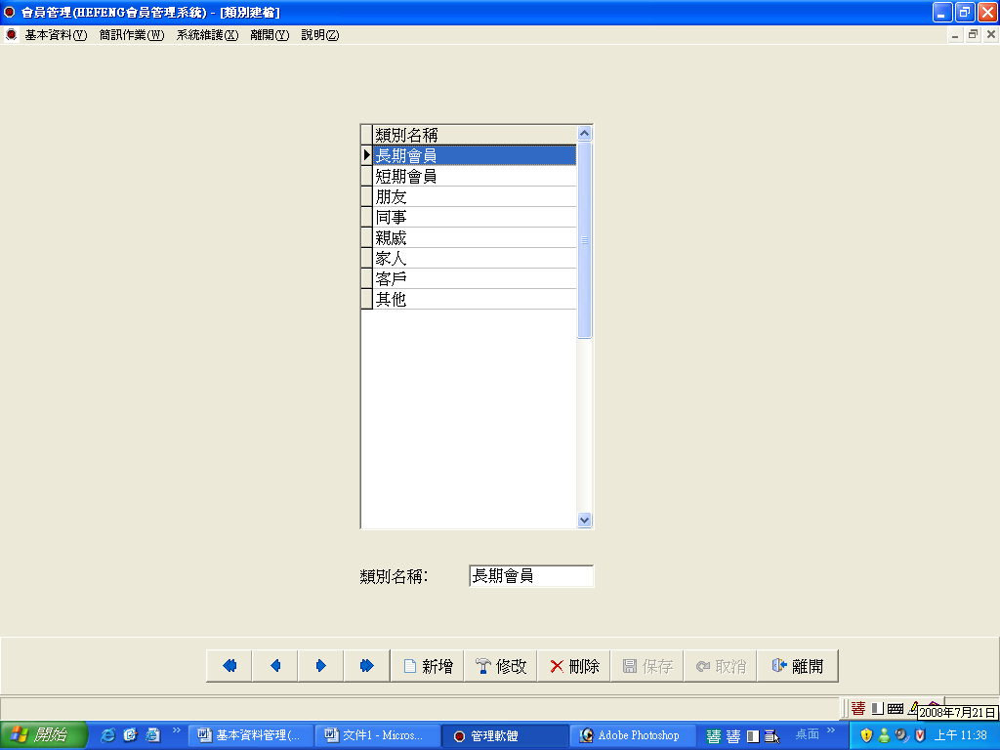 會員管理(HEFENG會員管理系統) - [類別建檔]
基本資料(V) 簡訊作業(W) 系統維護(X) 離開(Y) 說明(Z)
類別名稱
長期會員
短期會員
朋友
同事
親戚
家人
客戶
其他
類別名稱: 長期會員
新增 修改 刪除 保存 取消 離開
2008年7月21日
開始 基本資料管理(... 文件1 - Micros... 管理軟體 Adobe Photoshop 桌面 上午 11:38